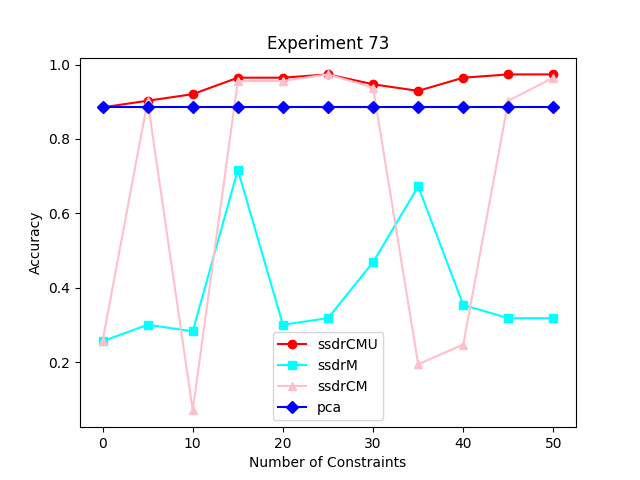 Experiment 73
Accuracy
1.0
0.8
0.6
0.4
0.2
ssdrCMU
ssdrM
ssdrCM
pca
0 10 20 30 40 50
Number of Constraints